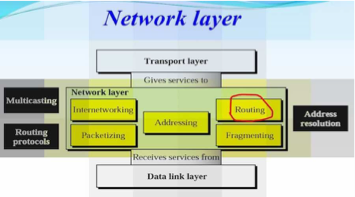 Network layer
Transport layer
Gives services to
Network layer
Multicasting
Internetworking
Routing
Addressing
Address
resolution
Routing
protocols
Packetizing
Fragmenting
Receives services from
Data link layer